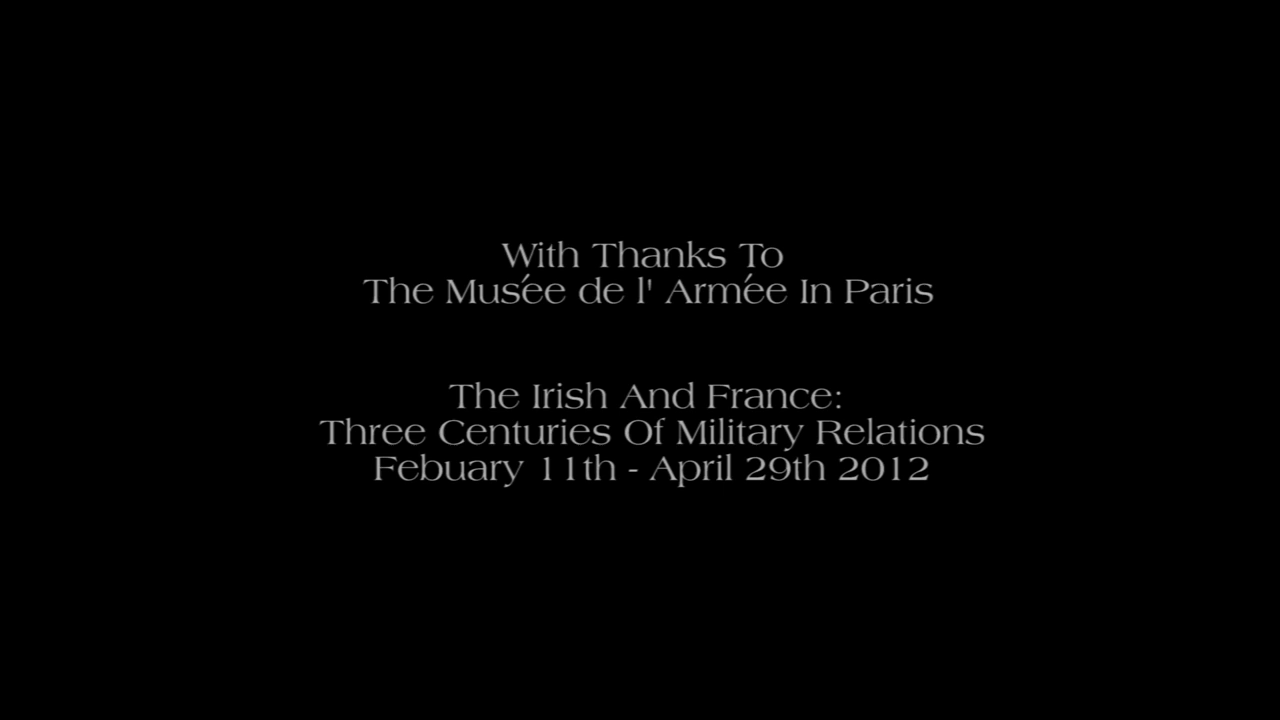 With Thanks To
The Musée de l' Armée In Paris
The Irish And France:
Three Centuries Of Military Relations
Febuary 11th - April 29th 2012